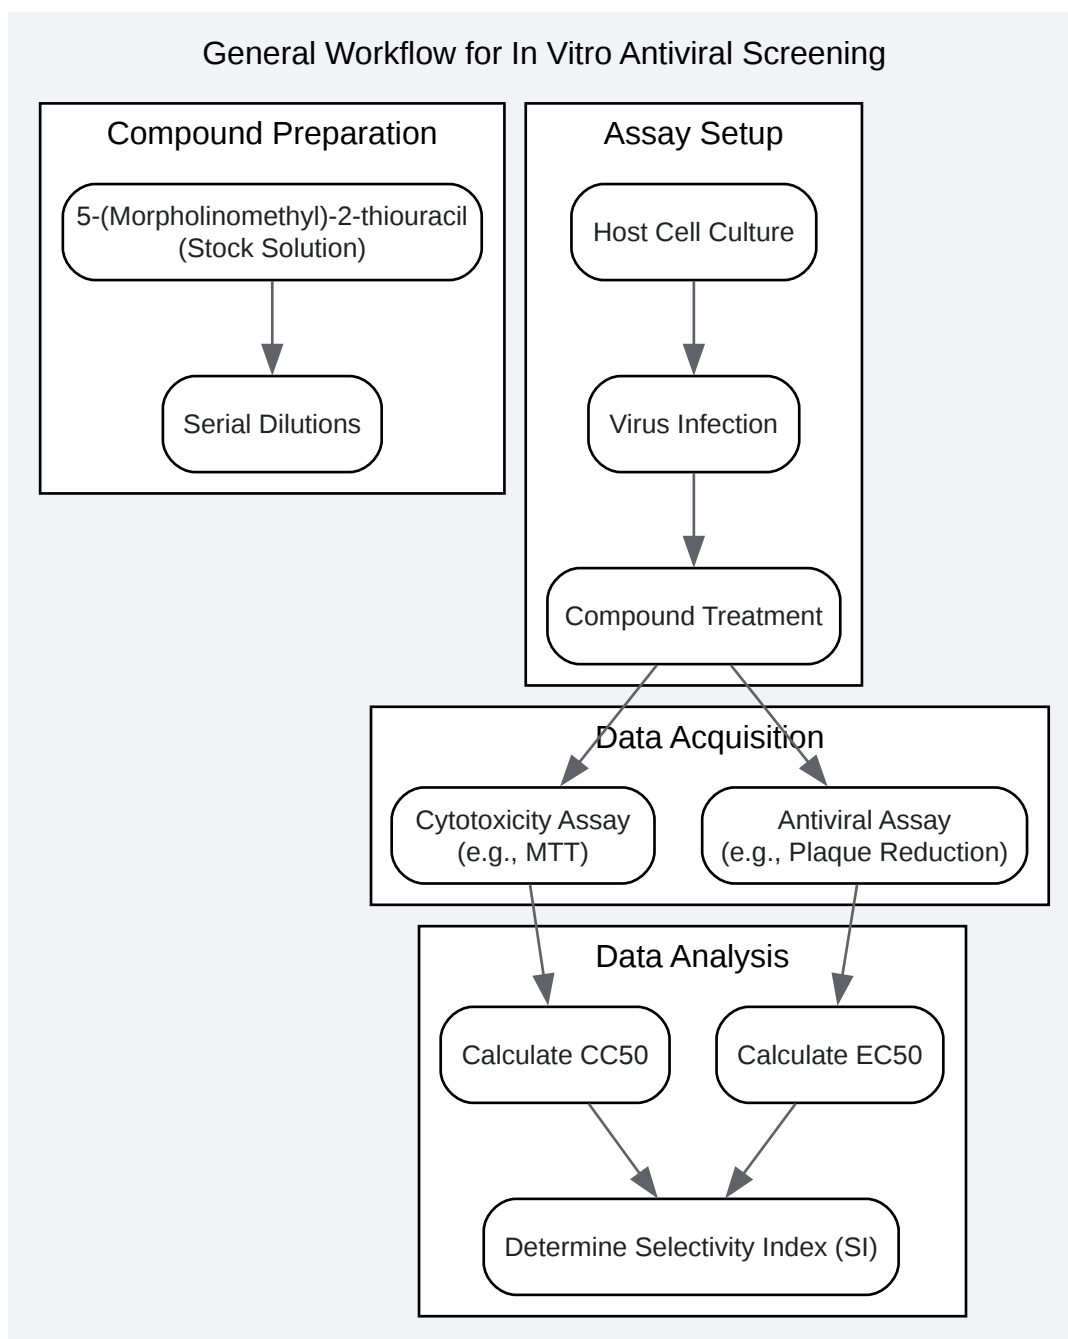 General Workflow for In Vitro Antiviral Screening
Compound Preparation
5-(Morpholinomethyl)-2-thiouracil
(Stock Solution)
Serial Dilutions
Assay Setup
Host Cell Culture
Virus Infection
Compound Treatment
Data Acquisition
Cytotoxicity Assay
(e.g., MTT)
Antiviral Assay
(e.g., Plaque Reduction)
Data Analysis
Calculate CC50
Calculate EC50
Determine Selectivity Index (SI)